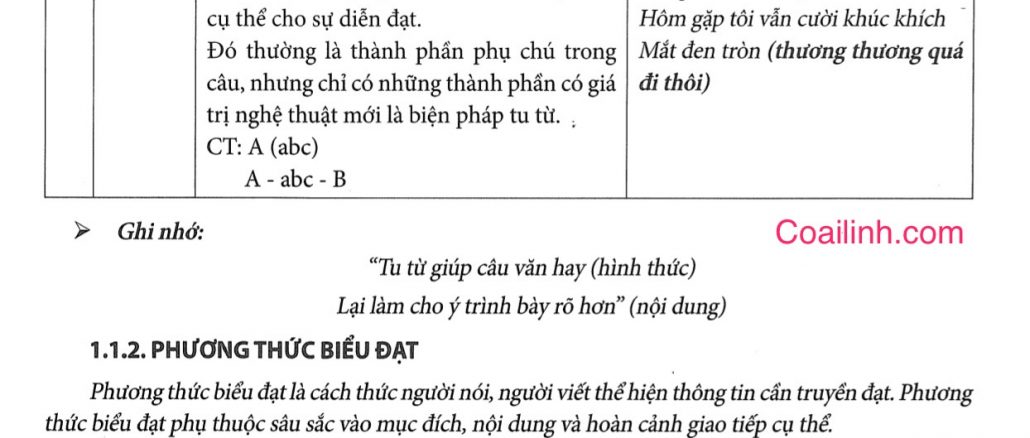 cụ thể cho sự diễn đạt.
Đó thường là thành phần phụ chú trong
câu, nhưng chỉ có những thành phần có giá
trị nghệ thuật mới là biện pháp tu từ.
CT: A (abc)
A - abc - B
Hôm gặp tôi vẫn cười khúc khích
Mắt đen tròn (thương thương quá
đi thôi)
➢ Ghi nhớ:
Coailinh.com
“Tu từ giúp câu văn hay (hình thức)
Lại làm cho ý trình bày rõ hơn” (nội dung)
1.1.2. PHƯƠNG THỨC BIỂU ĐẠT
Phương thức biểu đạt là cách thức người nói, người viết thể hiện thông tin cần truyền đạt. Phương
thức biểu đạt phụ thuộc sâu sắc vào mục đích, nội dung và hoàn cảnh giao tiếp cụ thể.